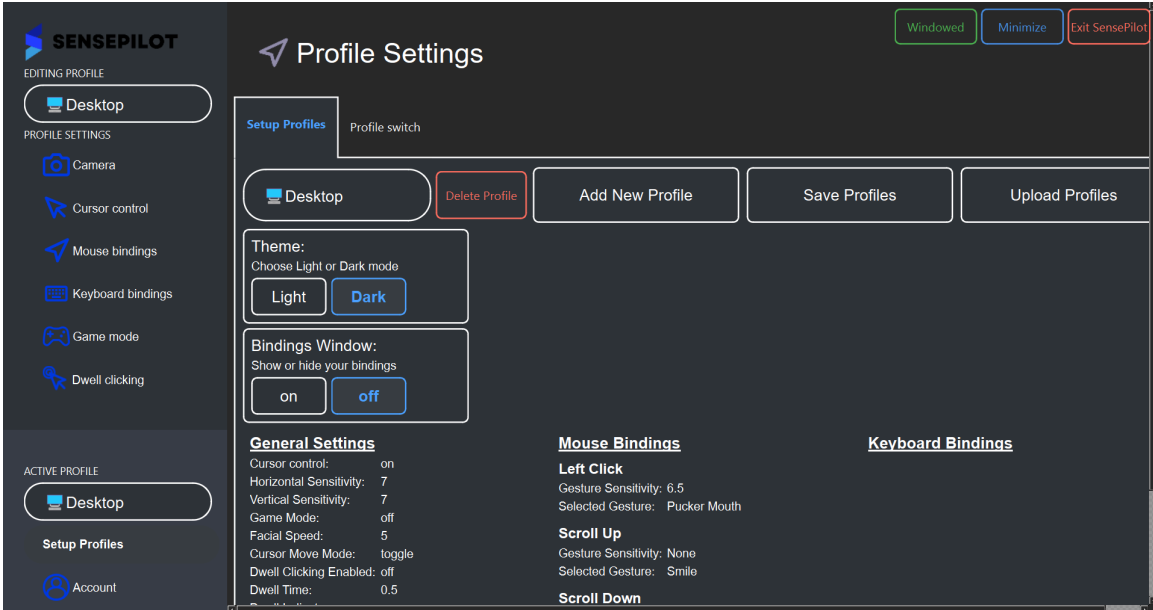 SENSEPILOT
EDITING PROFILE
Desktop
PROFILE SETTINGS
Camera
Cursor control
Mouse bindings
Keyboard bindings
Game mode
Dwell clicking
ACTIVE PROFILE
Desktop
Setup Profiles
Account
Profile Settings
Windowed Minimize Exit SensePilot
Setup Profiles Profile switch
Desktop Delete Profile Add New Profile Save Profiles Upload Profiles
Theme:
Choose Light or Dark mode
Light Dark
Bindings Window:
Show or hide your bindings
on off
General Settings
Cursor control: on
Horizontal Sensitivity: 7
Vertical Sensitivity: 7
Game Mode: off
Facial Speed: 5
Cursor Move Mode: toggle
Dwell Clicking Enabled: off
Dwell Time: 0.5
Mouse Bindings
Left Click
Gesture Sensitivity: 6.5
Selected Gesture: Pucker Mouth
Scroll Up
Gesture Sensitivity: None
Selected Gesture: Smile
Scroll Down
Keyboard Bindings